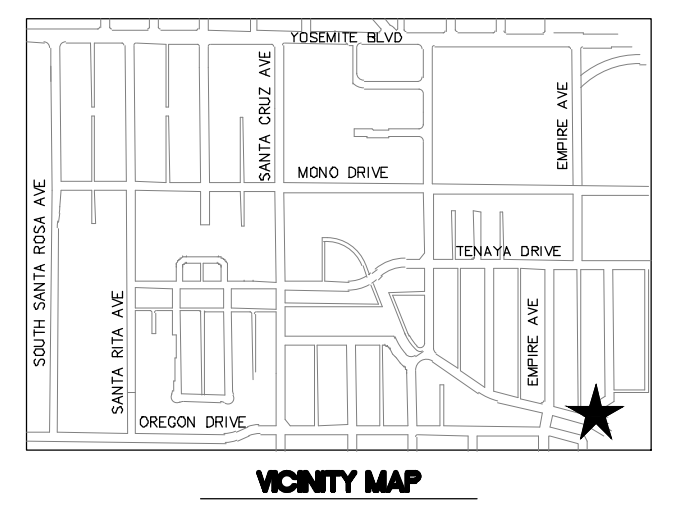 YOSEMITE BLVD
SANTA CRUZ AVE
EMPIRE AVE
MONO DRIVE
SOUTH SANTA ROSA AVE
TENAYA DRIVE
SANTA RITA AVE
EMPIRE AVE
OREGON DRIVE
VICINITY MAP